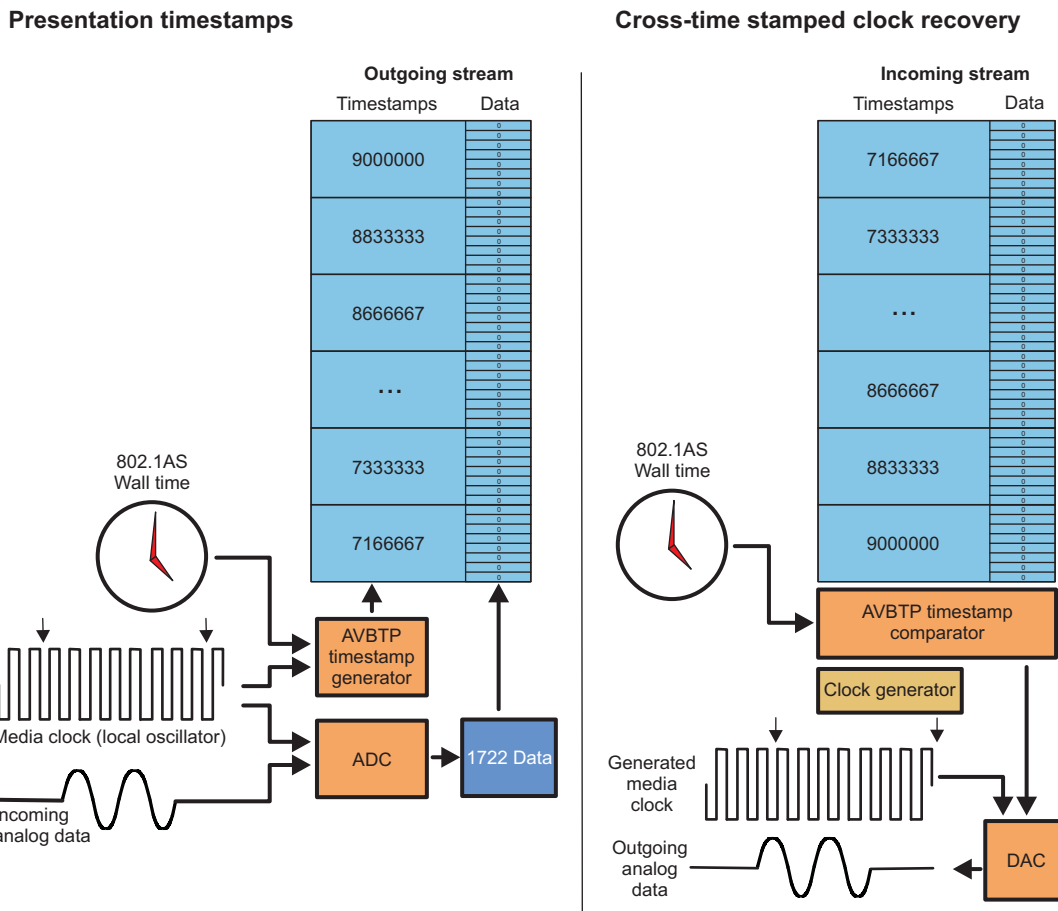 Presentation timestamps
Outgoing stream
Timestamps Data
9000000
8833333
8666667
...
7333333
7166667
802.1AS
Wall time
AVBTP
timestamp
generator
Media clock (local oscillator)
ADC
1722 Data
Incoming
analog data
Cross-time stamped clock recovery
Incoming stream
Timestamps Data
7166667
7333333
...
8666667
8833333
9000000
802.1AS
Wall time
AVBTP timestamp
comparator
Clock generator
Generated
media
clock
Outgoing
analog
data
DAC